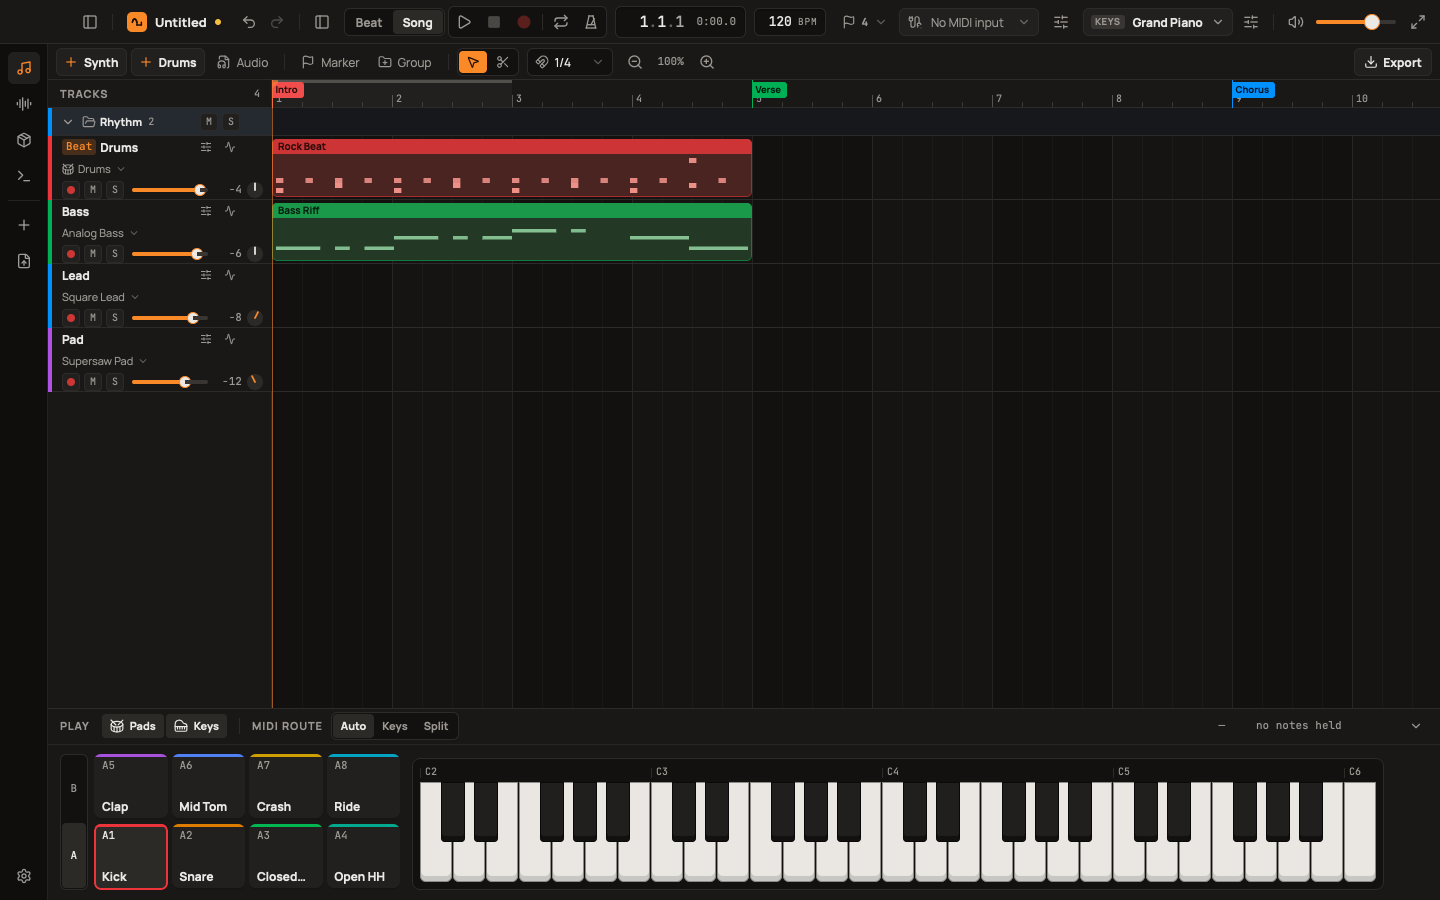 Untitled
Beat Song
1.1.1 0:00.0
120 BPM
4
No MIDI input
KEYS Grand Piano
Synth
Drums
Audio
Marker
Group
1/4
100%
Export
TRACKS 4
Intro
Verse
Chorus
1 2 3 4 5 6 7 8 9 10
Rhythm 2 M S
Beat Drums
Drums
M S -4
Rock Beat
Bass
Analog Bass
M S -6
Bass Riff
Lead
Square Lead
M S -8
Pad
Supersaw Pad
M S -12
PLAY Pads Keys MIDI ROUTE Auto Keys Split — no notes held
B
A
A5 A6 A7 A8
Clap Mid Tom Crash Ride
A1 A2 A3 A4
Kick Snare Closed... Open HH
C2 C3 C4 C5 C6